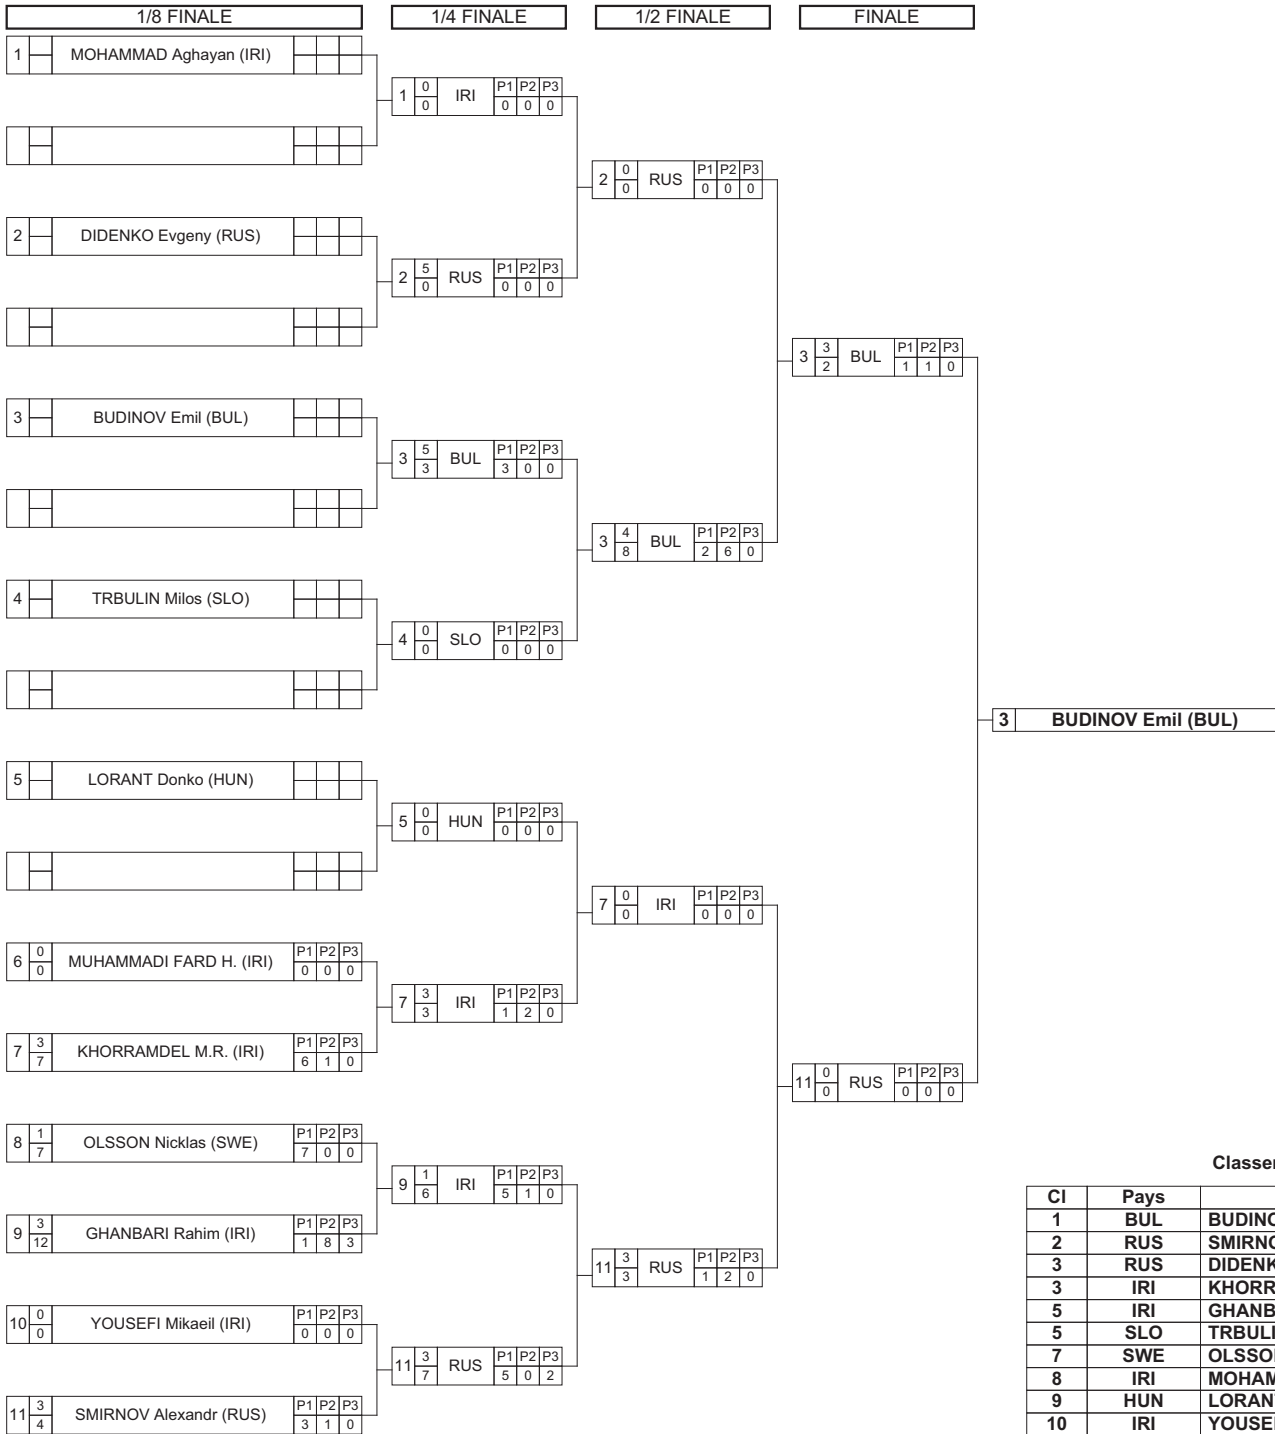 1/8 FINALE 1/4 FINALE 1/2 FINALE FINALE
1 MOHAMMAD Aghayan (IRI)
1 0 0 IRI P1 P2 P3 0 0 0
2 0 0 RUS P1 P2 P3 0 0 0
2 DIDENKO Evgeny (RUS)
2 5 0 RUS P1 P2 P3 0 0 0
3 3 2 BUL P1 P2 P3 1 1 0
3 BUDINOV Emil (BUL)
3 5 3 BUL P1 P2 P3 3 0 0
3 4 8 BUL P1 P2 P3 2 6 0
4 TRBULIN Milos (SLO)
4 0 0 SLO P1 P2 P3 0 0 0
3 BUDINOV Emil (BUL)
5 LORANT Donko (HUN)
5 0 0 HUN P1 P2 P3 0 0 0
7 0 0 IRI P1 P2 P3 0 0 0
6 0 0 MUHAMMADI FARD H. (IRI) P1 P2 P3 0 0 0
7 3 3 IRI P1 P2 P3 1 2 0
7 3 7 KHORRAMDEL M.R. (IRI) P1 P2 P3 6 1 0
11 0 0 RUS P1 P2 P3 0 0 0
8 1 7 OLSSON Nicklas (SWE) P1 P2 P3 7 0 0
9 1 6 IRI P1 P2 P3 5 1 0
9 3 12 GHANBARI Rahim (IRI) P1 P2 P3 1 8 3
11 3 3 RUS P1 P2 P3 1 2 0
10 0 0 YOUSEFI Mikaeil (IRI) P1 P2 P3 0 0 0
11 3 7 RUS P1 P2 P3 5 0 2
11 3 4 SMIRNOV Alexandr (RUS) P1 P2 P3 3 1 0
Classe
Cl Pays
1 BUL BUDINO
2 RUS SMIRNO
3 RUS DIDENK
3 IRI KHORR
5 IRI GHANB
5 SLO TRBULI
7 SWE OLSSO
8 IRI MOHAM
9 HUN LORAN
10 IRI YOUSE